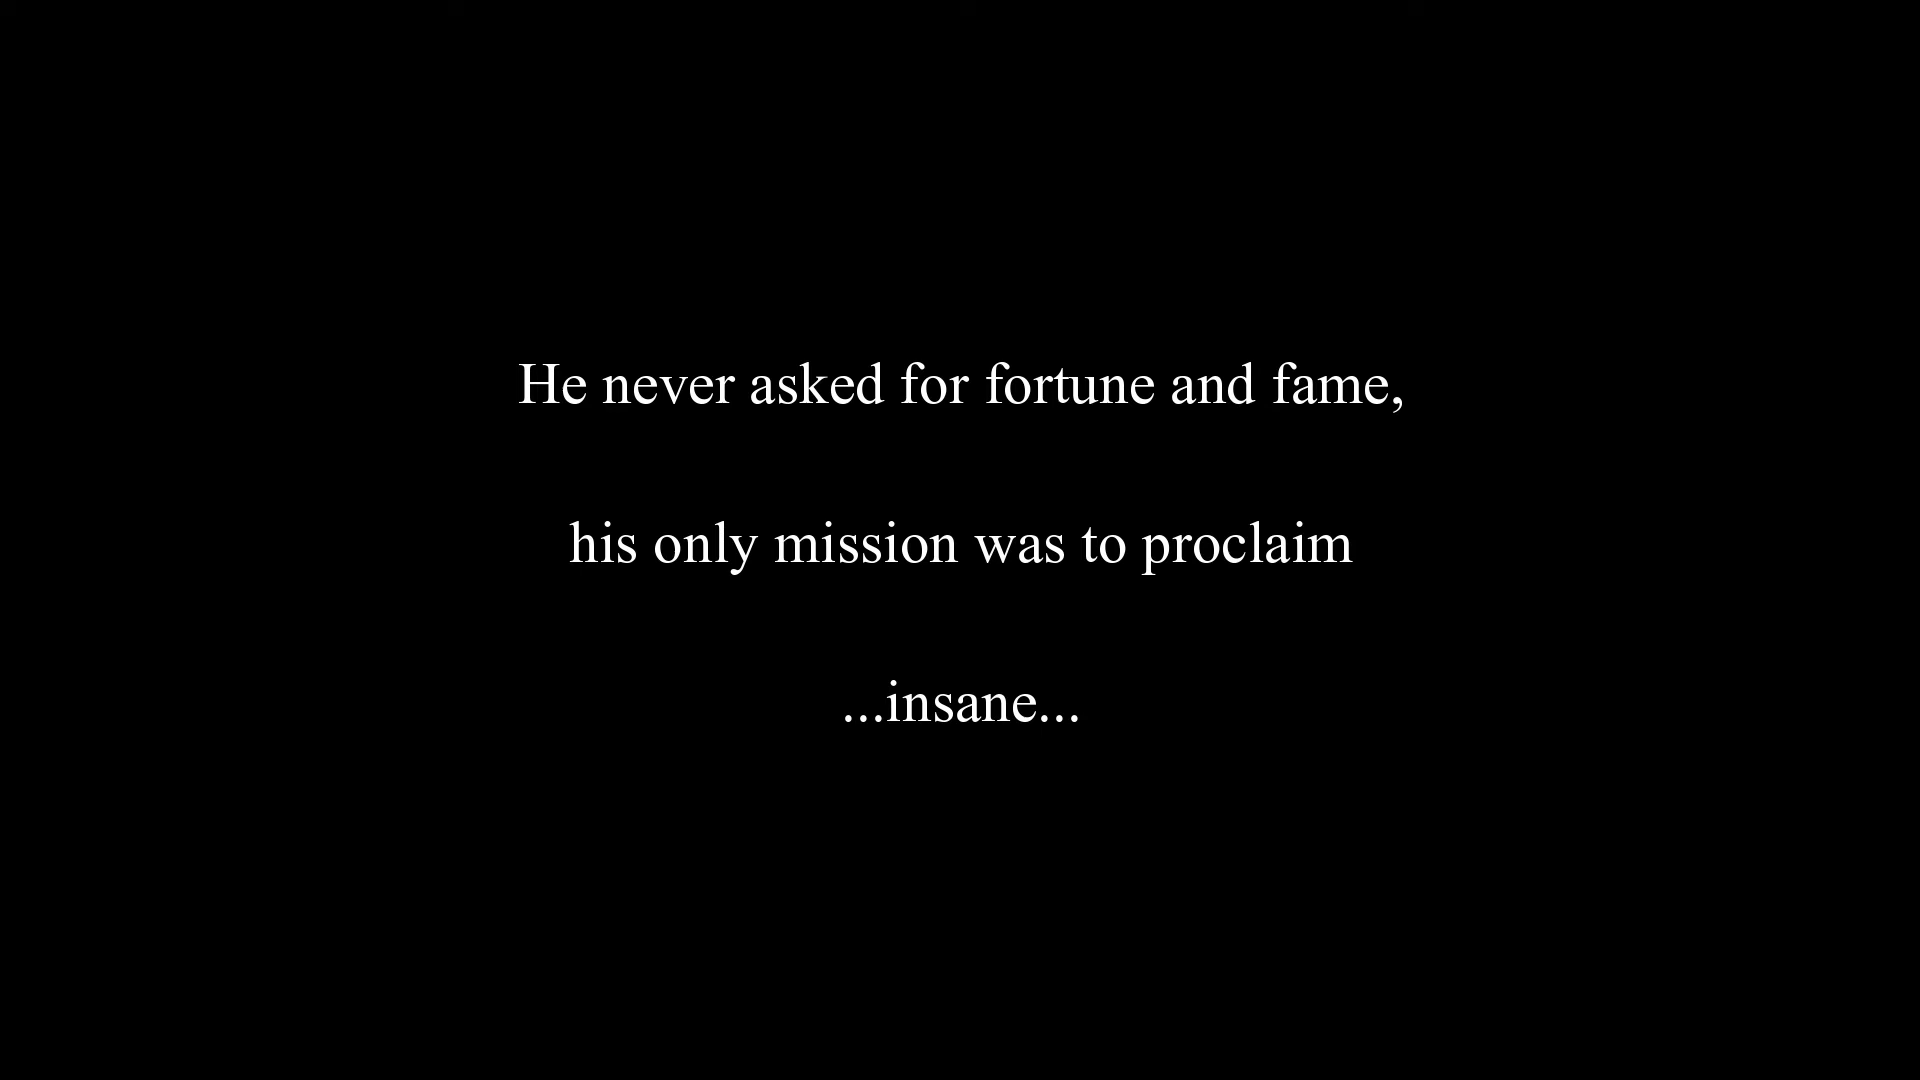 He never asked for fortune and fame,
his only mission was to proclaim
...insane...